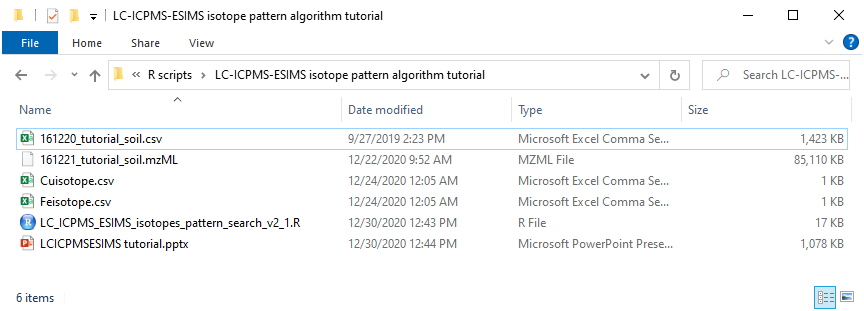 LC-ICPMS-ESIMS isotope pattern algorithm tutorial
File Home Share View
« R scripts › LC-ICPMS-ESIMS isotope pattern algorithm tutorial Search LC-ICPMS-...
Name Date modified Type Size
161220_tutorial_soil.csv 9/27/2019 2:23 PM Microsoft Excel Comma Se... 1,423 KB
161221_tutorial_soil.mzML 12/22/2020 9:52 AM MZML File 85,110 KB
Cuisotope.csv 12/24/2020 12:05 AM Microsoft Excel Comma Se... 1 KB
Feisotope.csv 12/24/2020 12:05 AM Microsoft Excel Comma Se... 1 KB
LC_ICPMS_ESIMS_isotopes_pattern_search_v2_1.R 12/30/2020 12:43 PM R File 17 KB
LCICPMSESIMS tutorial.pptx 12/30/2020 12:44 PM Microsoft PowerPoint Prese... 1,078 KB
6 items